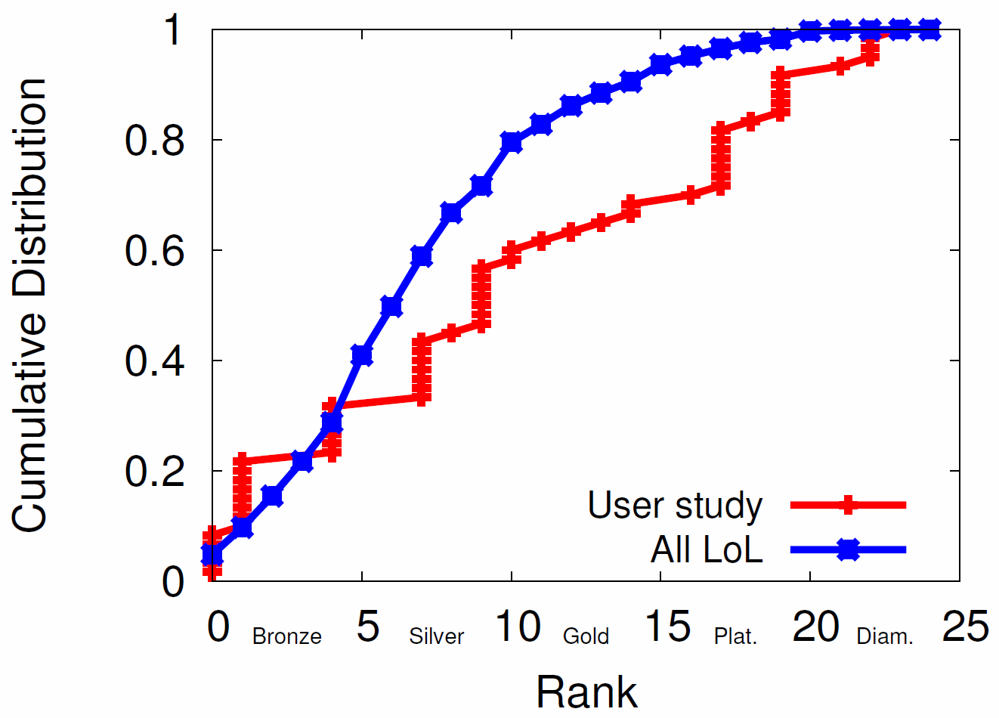 Cumulative Distribution
1
0.8
0.6
0.4
0.2
0
User study
All LoL
0 Bronze 5 Silver 10 Gold 15 Plat. 20 Diam. 25
Rank